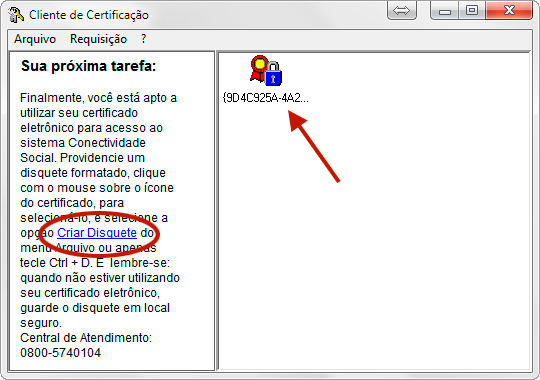 Cliente de Certificação
Arquivo Requisição ?
Sua próxima tarefa:
Finalmente, você está apto a
utilizar seu certificado
eletrônico para acesso ao
sistema Conectividade
Social. Providencie um
disquete formatado, clique
com o mouse sobre o ícone
do certificado, para
selecioná-lo, e selecione a
opção Criar Disquete do
menu Arquivo ou apenas
tecle Ctrl + D. E lembre-se:
quando não estiver utilizando
seu certificado eletrônico,
guarde o disquete em local
seguro.
Central de Atendimento:
0800-5740104
{9D4C925A-4A2...